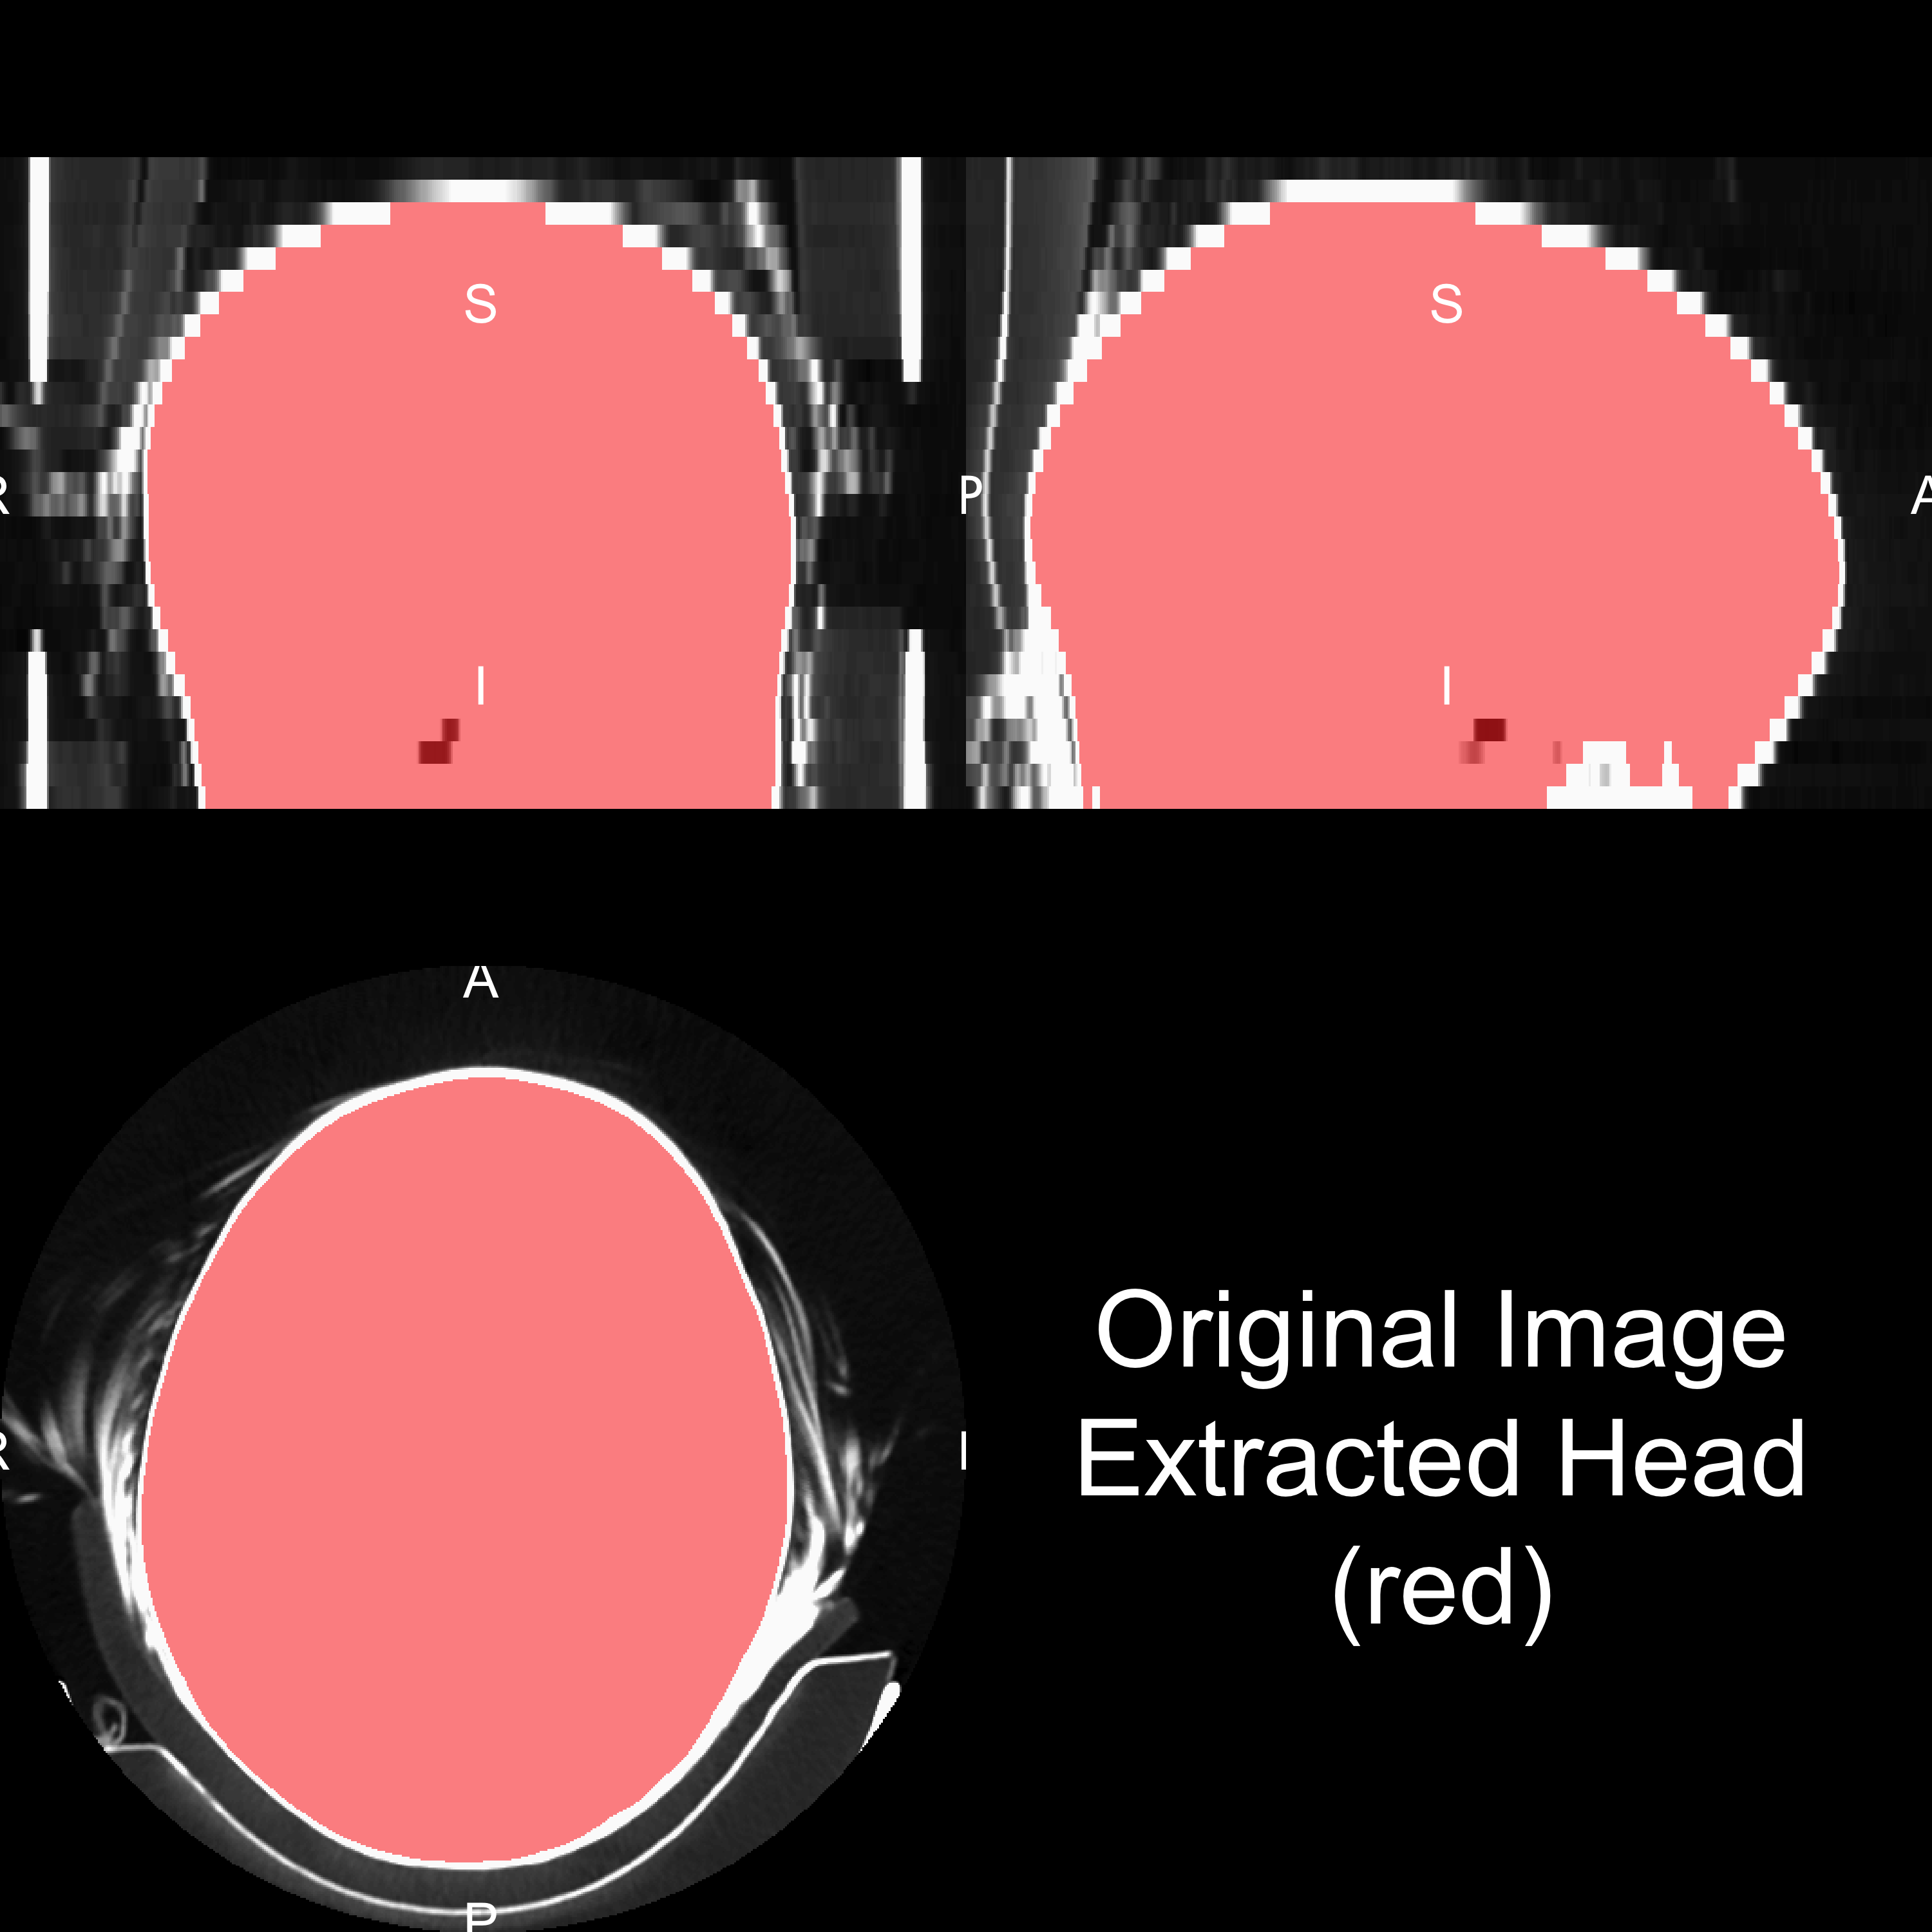 S
S
R
P
A
I
I
A
R
P
Original Image
Extracted Head
(red)